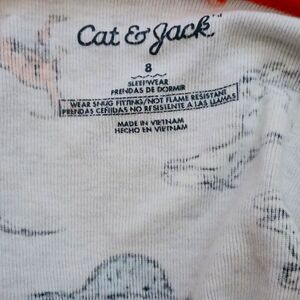 Cat & Jack™
8
SLEEPWEAR
PRENDAS DE DORMIR
WEAR SNUG FITTING/NOT FLAME RESISTANT
PRENDAS CEÑIDAS NO RESISTENTE A LAS LLAMAS
MADE IN VIETNAM
HECHO EN VIETNAM